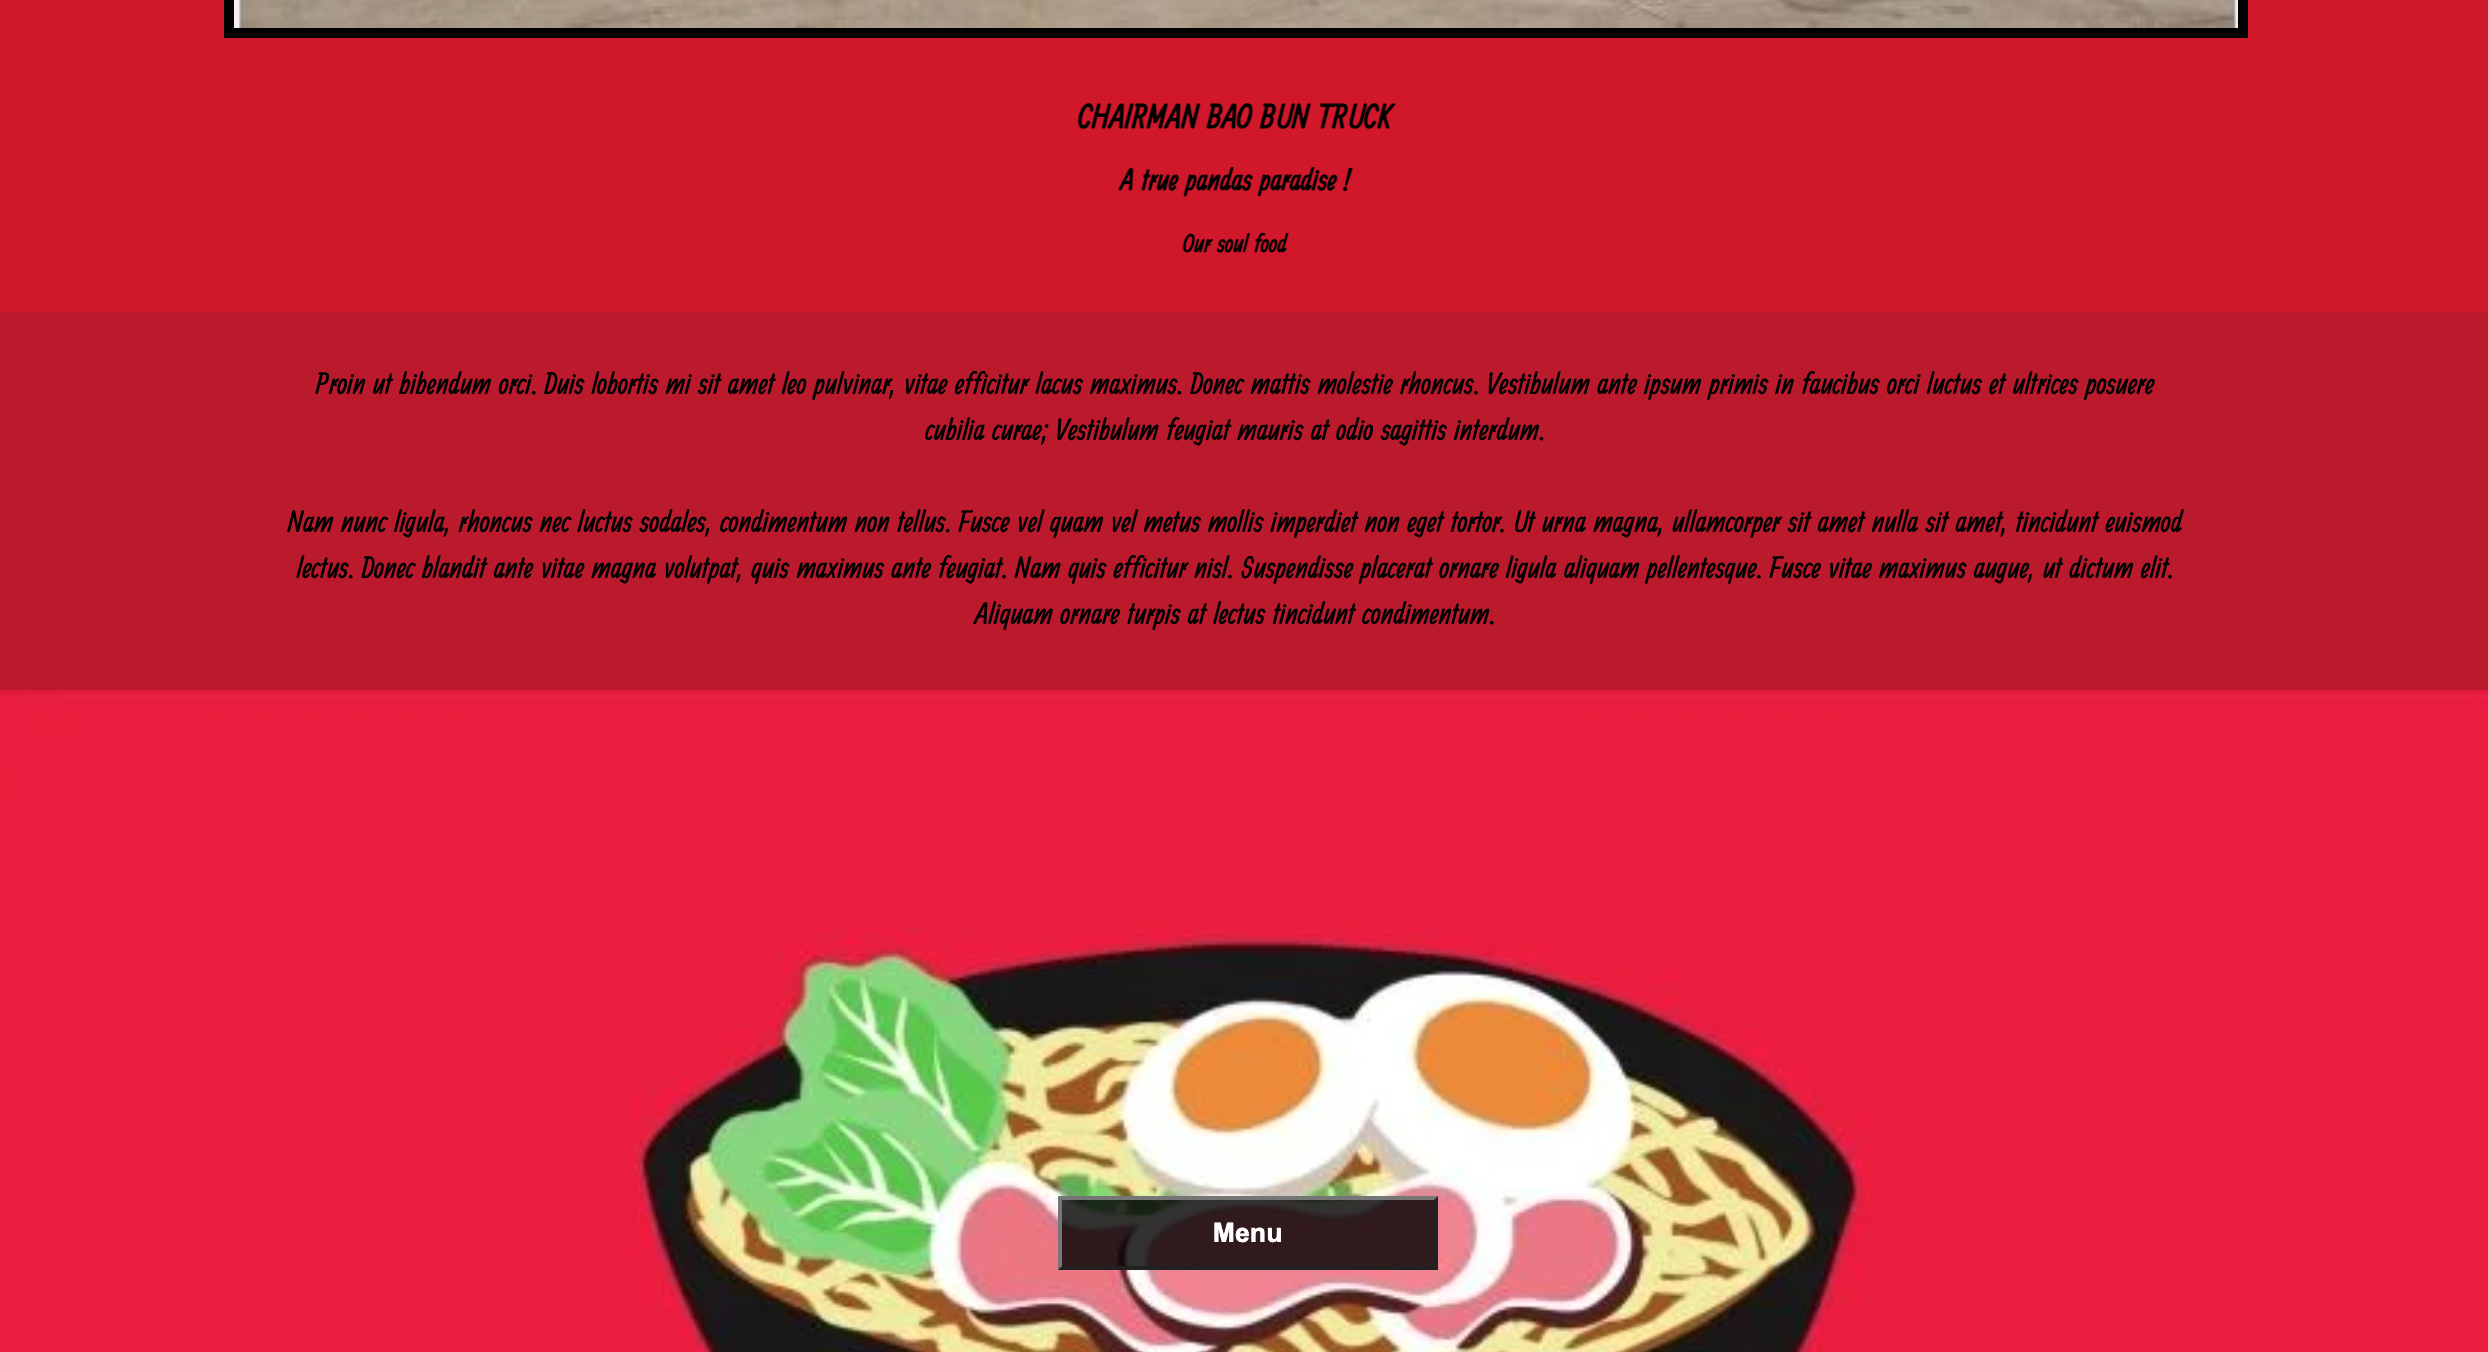 CHAIRMAN BAO BUN TRUCK
A true pandas paradise !
Our soul food
Proin ut bibendum orci. Duis lobortis mi sit amet leo pulvinar, vitae efficitur lacus maximus. Donec mattis molestie rhoncus. Vestibulum ante ipsum primis in faucibus orci luctus et ultrices posuere
cubilia curae; Vestibulum feugiat mauris at odio sagittis interdum.
Nam nunc ligula, rhoncus nec luctus sodales, condimentum non tellus. Fusce vel quam vel metus mollis imperdiet non eget tortor. Ut urna magna, ullamcorper sit amet nulla sit amet, tincidunt euismod
lectus. Donec blandit ante vitae magna volutpat, quis maximus ante feugiat. Nam quis efficitur nisl. Suspendisse placerat ornare ligula aliquam pellentesque. Fusce vitae maximus augue, ut dictum elit.
Aliquam ornare turpis at lectus tincidunt condimentum.
Menu